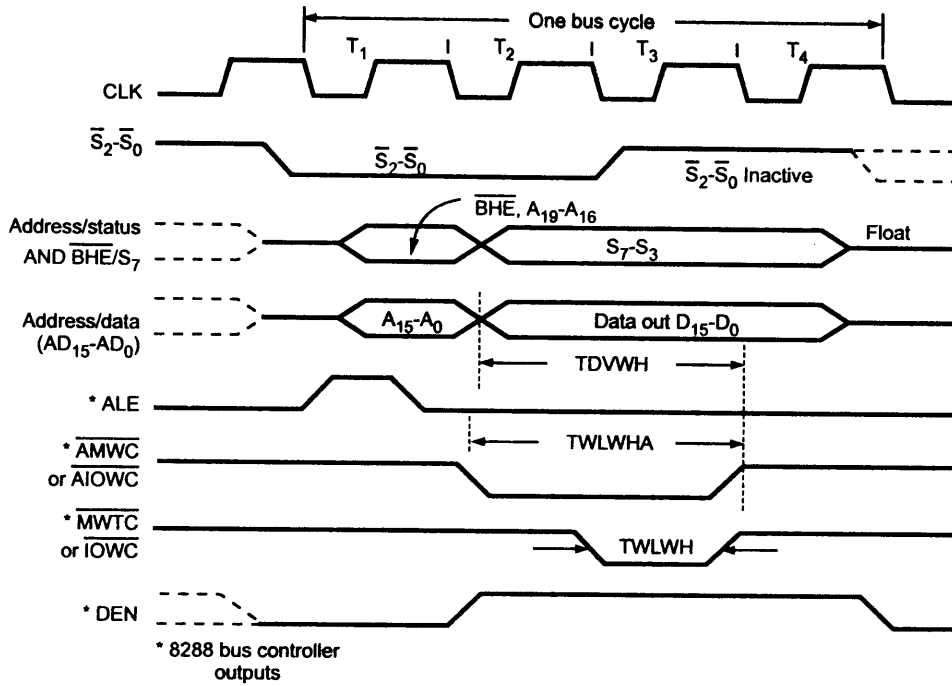 One bus cycle
T1 I T2 I T3 I T4
CLK
S̅2-S̅0
S̅2-S̅0
S̅2-S̅0 Inactive
B̅H̅E̅, A19-A16
Address/status
AND B̅H̅E̅/S7
S7-S3
Float
Address/data
(AD15-AD0)
A15-A0
Data out D15-D0
TDVWH
* ALE
TWLWHA
* A̅M̅W̅C̅
or A̅I̅O̅W̅C̅
* M̅W̅T̅C̅
or I̅O̅W̅C̅
TWLWH
* DEN
* 8288 bus controller
outputs